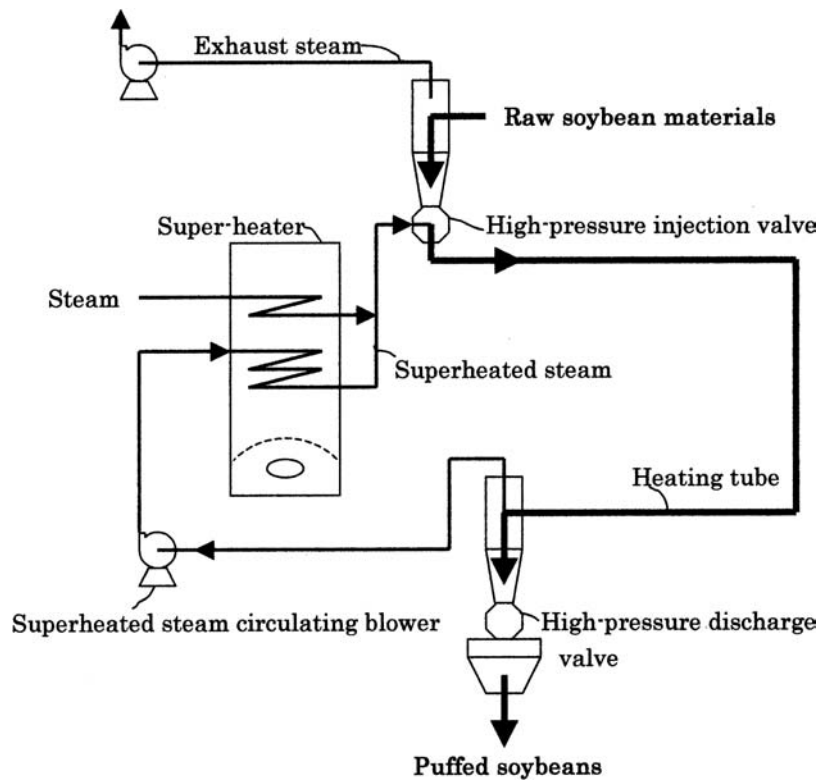 Exhaust steam
Raw soybean materials
High-pressure injection valve
Super-heater
Steam
Superheated steam
Heating tube
Superheated steam circulating blower
High-pressure discharge
valve
Puffed soybeans